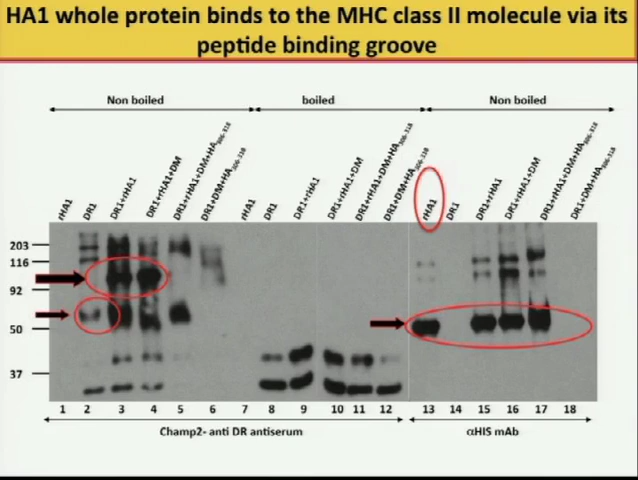 HA1 whole protein binds to the MHC class II molecule via its
peptide binding groove
Non boiled
boiled
Non boiled
rHA1
DR1
DR1+rHA1
DR1+rHA1+DM
DR1+rHA1+DM+HA306-318
DR1+DM+HA306-318
rHA1
DR1
DR1+rHA1
DR1+rHA1+DM
DR1+rHA1+DM+HA306-318
DR1+DM+HA306-318
rHA1
DR1
DR1+rHA1
DR1+rHA1+DM
DR1+rHA1+DM+HA306-318
DR1+DM+HA306-318
203
116
92
50
37
1 2 3 4 5 6 7 8 9 10 11 12 13 14 15 16 17 18
Champ2- anti DR antiserum
αHIS mAb